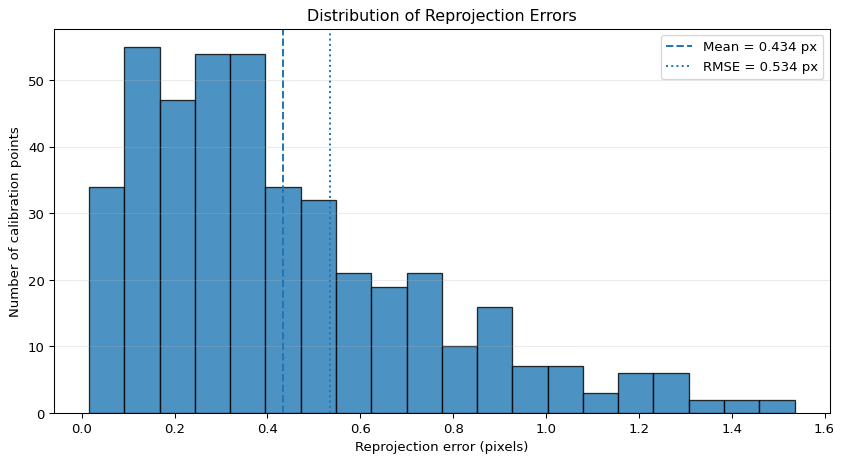 Distribution of Reprojection Errors
Mean = 0.434 px
RMSE = 0.534 px
Number of calibration points
50
40
30
20
10
0
0.0 0.2 0.4 0.6 0.8 1.0 1.2 1.4 1.6
Reprojection error (pixels)